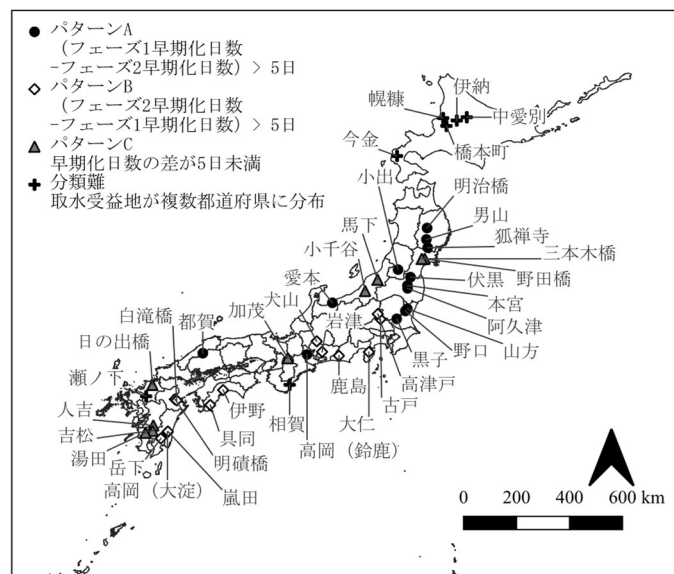 パターンA
（フェーズ1早期化日数
-フェーズ2早期化日数）> 5日
パターンB
（フェーズ2早期化日数
-フェーズ1早期化日数）> 5日
パターンC
早期化日数の差が5日未満
分類難
取水受益地が複数都道府県に分布
幌糠
伊納
中愛別
橋本町
今金
小出
明治橋
男山
馬下
狐禅寺
小千谷
三本木橋
愛本
伏黒
野田橋
犬山
本宮
加茂
岩津
阿久津
白滝橋
都賀
日の出橋
黒子
野口
山方
瀬ノ下
鹿島
高津戸
人吉
伊野
相賀
大仁
古戸
吉松
具同
湯田
明磧橋
高岡（鈴鹿）
岳下
高岡（大淀）
嵐田
0 200 400 600 km